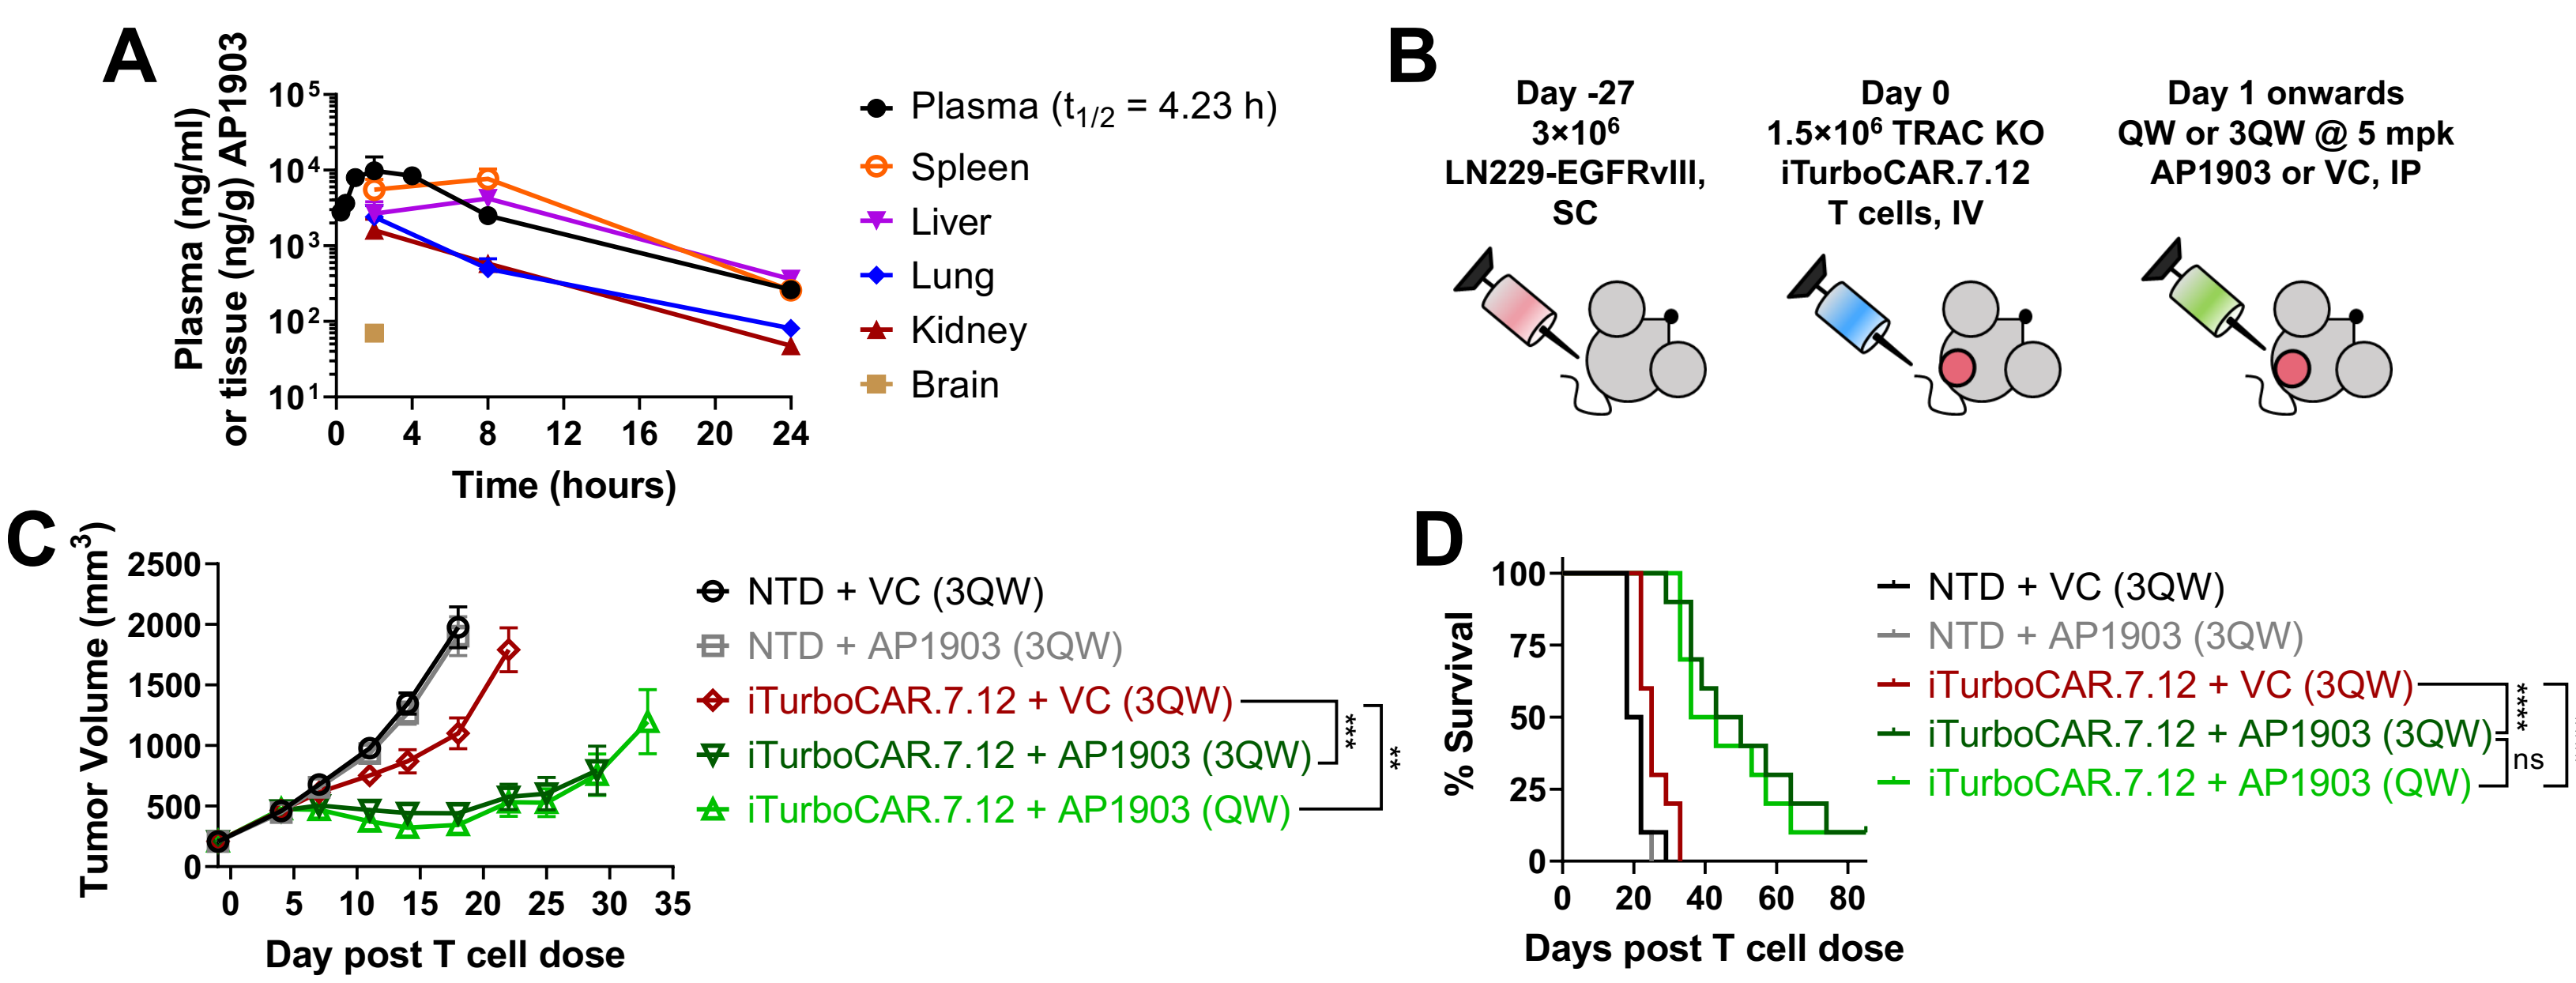 A
Plasma (ng/ml)
or tissue (ng/g) AP1903
10⁵
10⁴
10³
10²
10¹
0 4 8 12 16 20 24
Time (hours)
Plasma (t1/2 = 4.23 h)
Spleen
Liver
Lung
Kidney
Brain
B
Day -27
3×10⁶
LN229-EGFRvIII,
SC
Day 0
1.5×10⁶ TRAC KO
iTurboCAR.7.12
T cells, IV
Day 1 onwards
QW or 3QW @ 5 mpk
AP1903 or VC, IP
C
Tumor Volume (mm³)
2500
2000
1500
1000
500
0
0 5 10 15 20 25 30 35
Day post T cell dose
NTD + VC (3QW)
NTD + AP1903 (3QW)
iTurboCAR.7.12 + VC (3QW)
iTurboCAR.7.12 + AP1903 (3QW)
iTurboCAR.7.12 + AP1903 (QW)
***
**
D
% Survival
100
75
50
25
0
0 20 40 60 80
Days post T cell dose
NTD + VC (3QW)
NTD + AP1903 (3QW)
iTurboCAR.7.12 + VC (3QW)
iTurboCAR.7.12 + AP1903 (3QW)
iTurboCAR.7.12 + AP1903 (QW)
****
ns